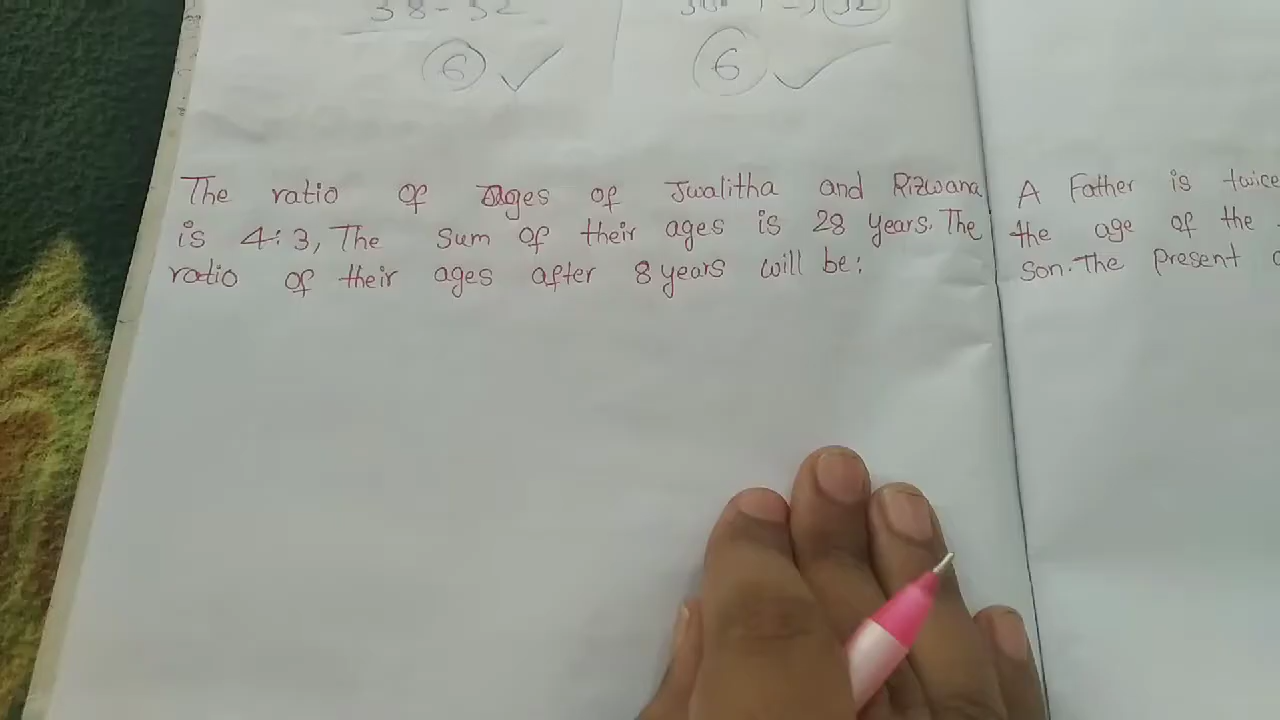 38 - 32
6
6
The ratio of Ages of Jwalitha and Rizwana
is 4:3, The sum of their ages is 28 years. The
ratio of their ages after 8 years will be:
A Father is twice
the age of the
son. The present